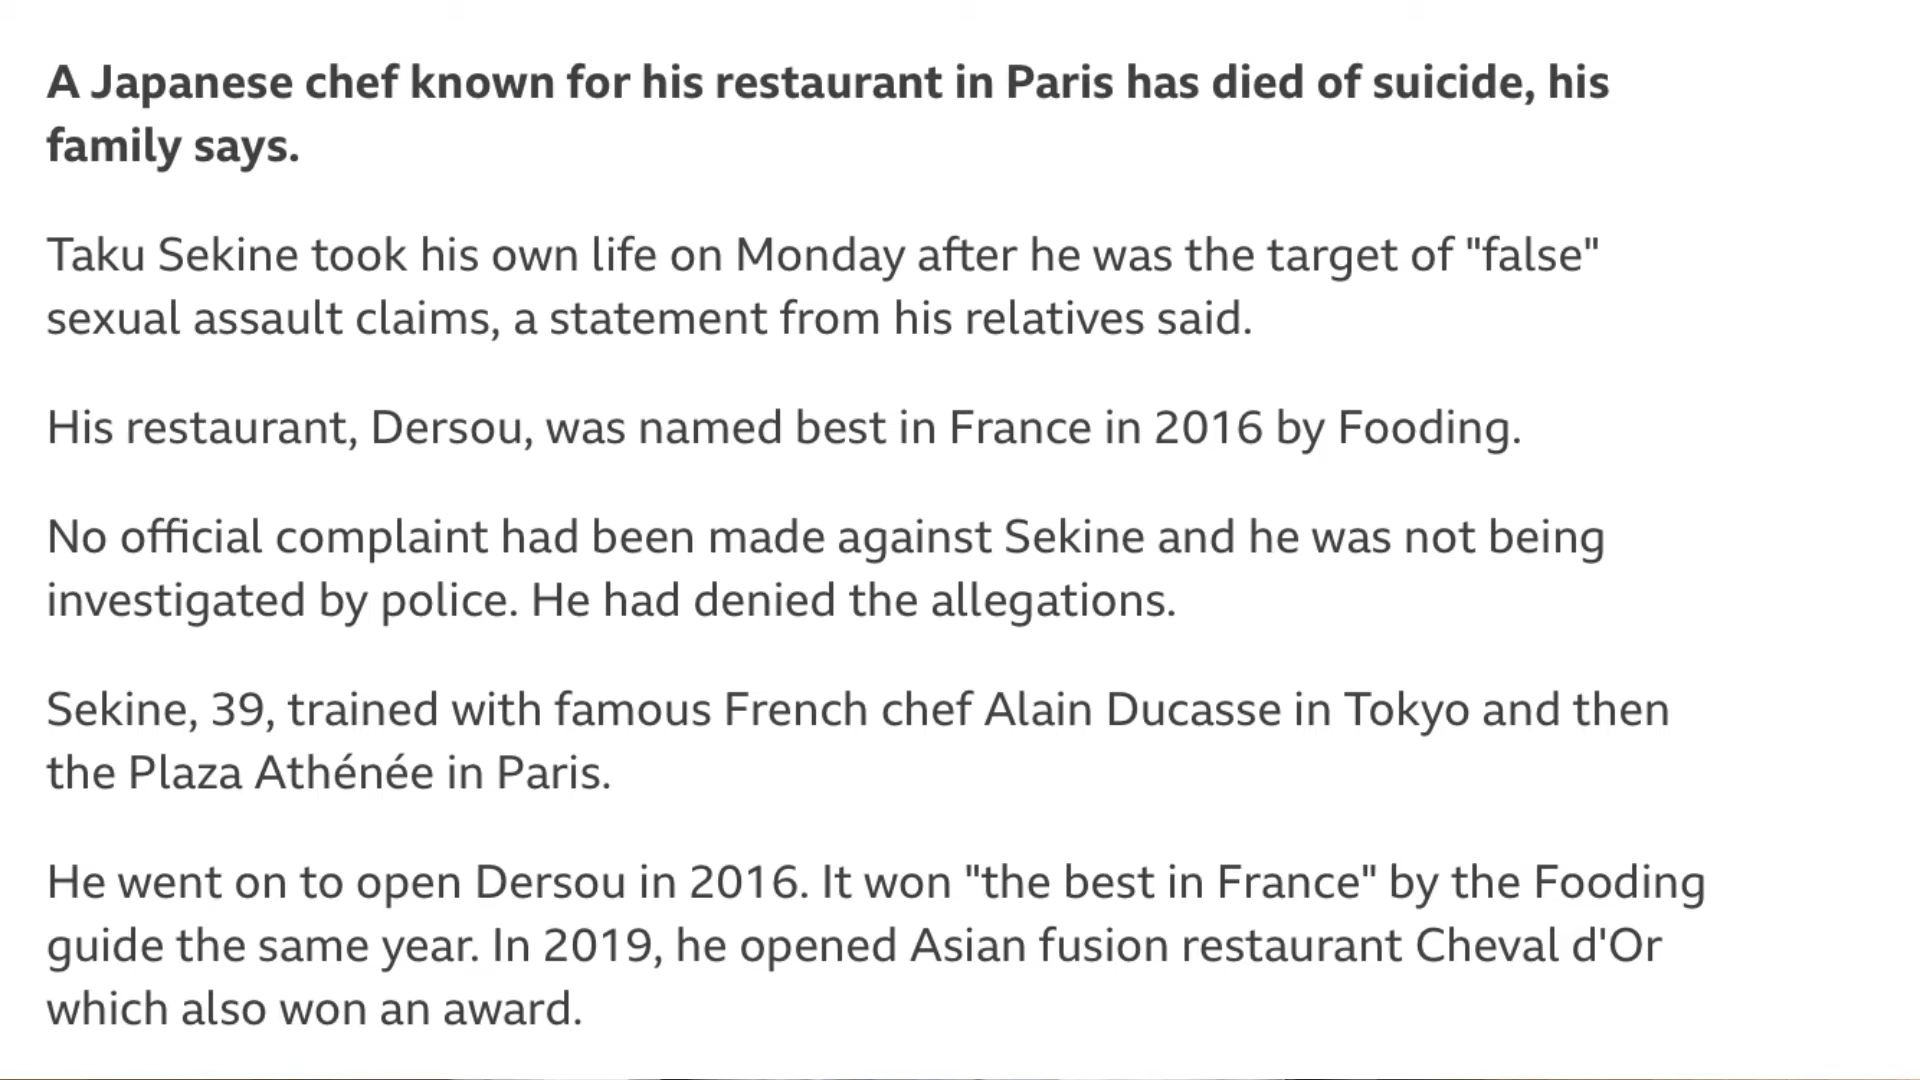 A Japanese chef known for his restaurant in Paris has died of suicide, his
family says.
Taku Sekine took his own life on Monday after he was the target of "false"
sexual assault claims, a statement from his relatives said.
His restaurant, Dersou, was named best in France in 2016 by Fooding.
No official complaint had been made against Sekine and he was not being
investigated by police. He had denied the allegations.
Sekine, 39, trained with famous French chef Alain Ducasse in Tokyo and then
the Plaza Athénée in Paris.
He went on to open Dersou in 2016. It won "the best in France" by the Fooding
guide the same year. In 2019, he opened Asian fusion restaurant Cheval d'Or
which also won an award.